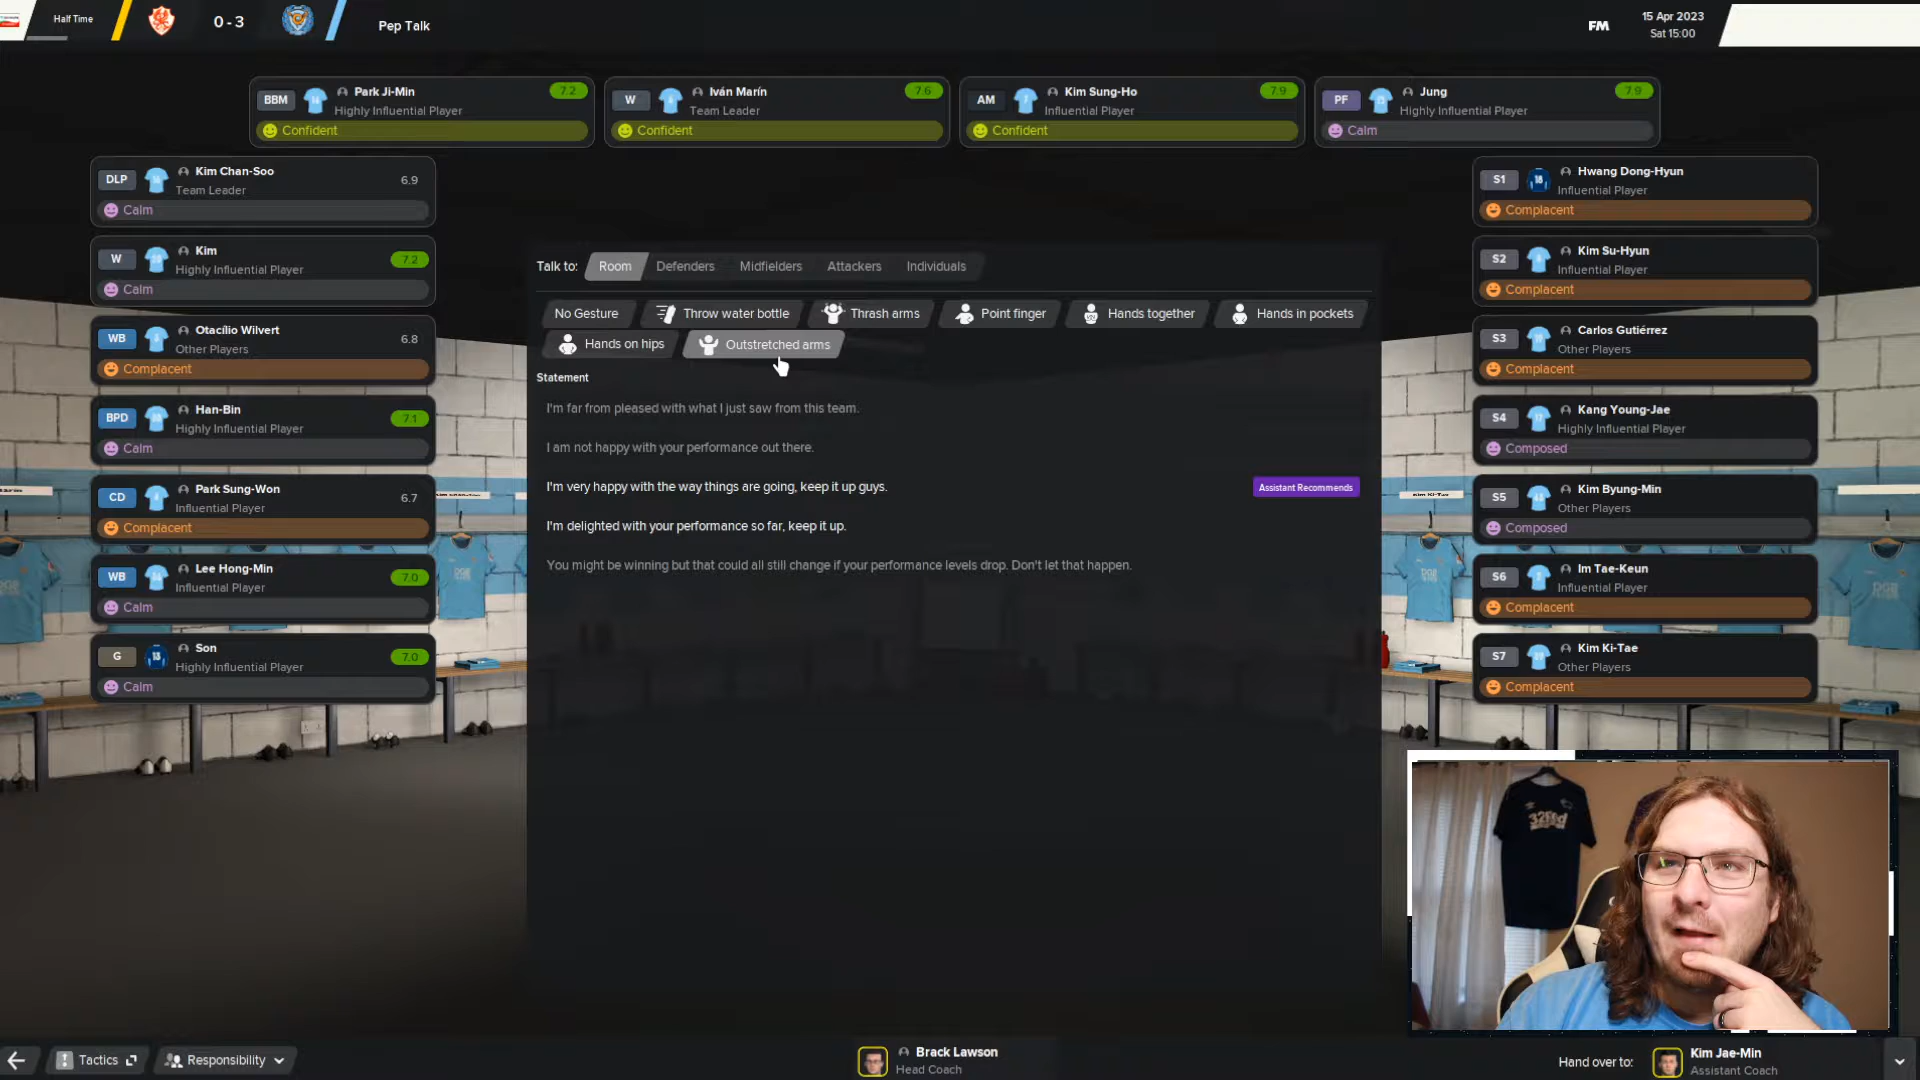 Half Time
0 - 3
Pep Talk
FM
15 Apr 2023
Sat 15:00
BBM
Park Ji-Min
Highly Influential Player
7.2
Confident
W
Iván Marín
Team Leader
7.6
Confident
AM
Kim Sung-Ho
Influential Player
7.9
Confident
PF
Jung
Highly Influential Player
7.9
Calm
DLP
Kim Chan-Soo
Team Leader
6.9
Calm
W
Kim
Highly Influential Player
7.2
Calm
WB
Otacílio Wilvert
Other Players
6.8
Complacent
BPD
Han-Bin
Highly Influential Player
7.1
Calm
CD
Park Sung-Won
Influential Player
6.7
Complacent
WB
Lee Hong-Min
Influential Player
7.0
Calm
G
Son
Highly Influential Player
7.0
Calm
Talk to:
Room
Defenders
Midfielders
Attackers
Individuals
No Gesture
Throw water bottle
Thrash arms
Point finger
Hands together
Hands in pockets
Hands on hips
Outstretched arms
Statement
I'm far from pleased with what I just saw from this team.
I am not happy with your performance out there.
I'm very happy with the way things are going, keep it up guys.
Assistant Recommends
I'm delighted with your performance so far, keep it up.
You might be winning but that could all still change if your performance levels drop. Don't let that happen.
S1
Hwang Dong-Hyun
Influential Player
Complacent
S2
Kim Su-Hyun
Influential Player
Complacent
S3
Carlos Gutiérrez
Other Players
Complacent
S4
Kang Young-Jae
Highly Influential Player
Composed
S5
Kim Byung-Min
Other Players
Composed
S6
Im Tae-Keun
Influential Player
Complacent
S7
Kim Ki-Tae
Other Players
Complacent
32Red
Tactics
Responsibility
Brack Lawson
Head Coach
Hand over to:
Kim Jae-Min
Assistant Coach